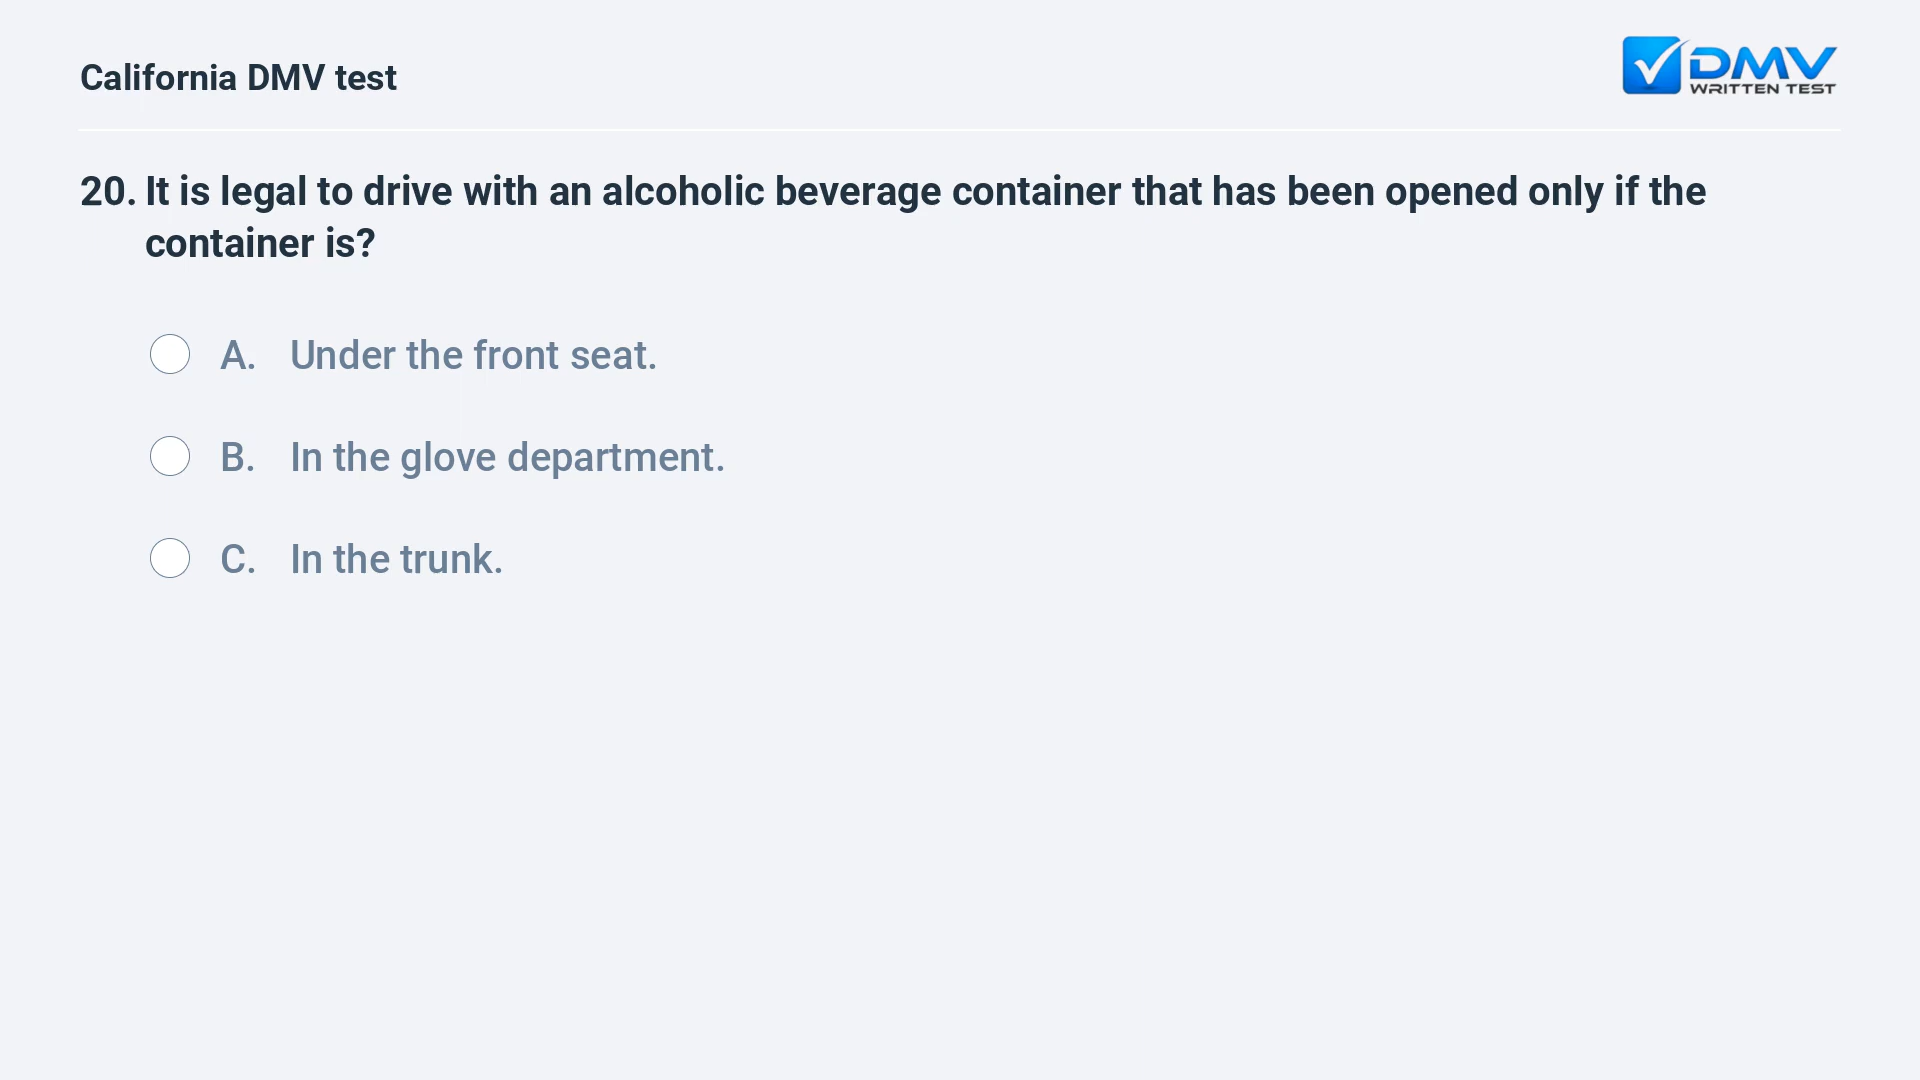 California DMV test
DMV
WRITTEN TEST
20. It is legal to drive with an alcoholic beverage container that has been opened only if the
container is?
A. Under the front seat.
B. In the glove department.
C. In the trunk.